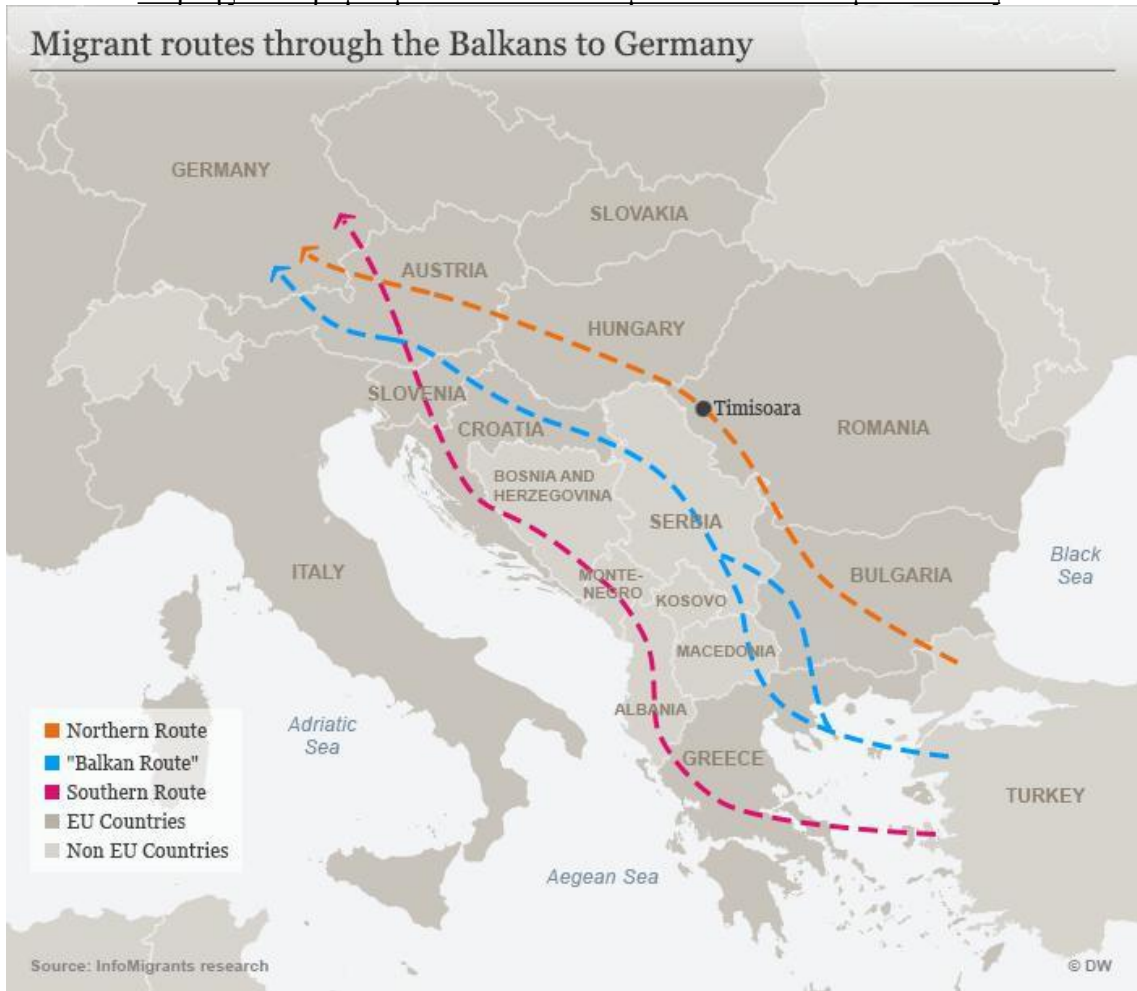 Migrant routes through the Balkans to Germany
GERMANY
SLOVAKIA
AUSTRIA
HUNGARY
SLOVENIA
Timisoara
CROATIA
ROMANIA
BOSNIA AND
HERZEGOVINA
SERBIA
Black
Sea
ITALY
MONTE-
NEGRO
BULGARIA
KOSOVO
MACEDONIA
ALBANIA
Adriatic
Sea
GREECE
TURKEY
Northern Route
"Balkan Route"
Southern Route
EU Countries
Non EU Countries
Aegean Sea
Source: InfoMigrants research
© DW